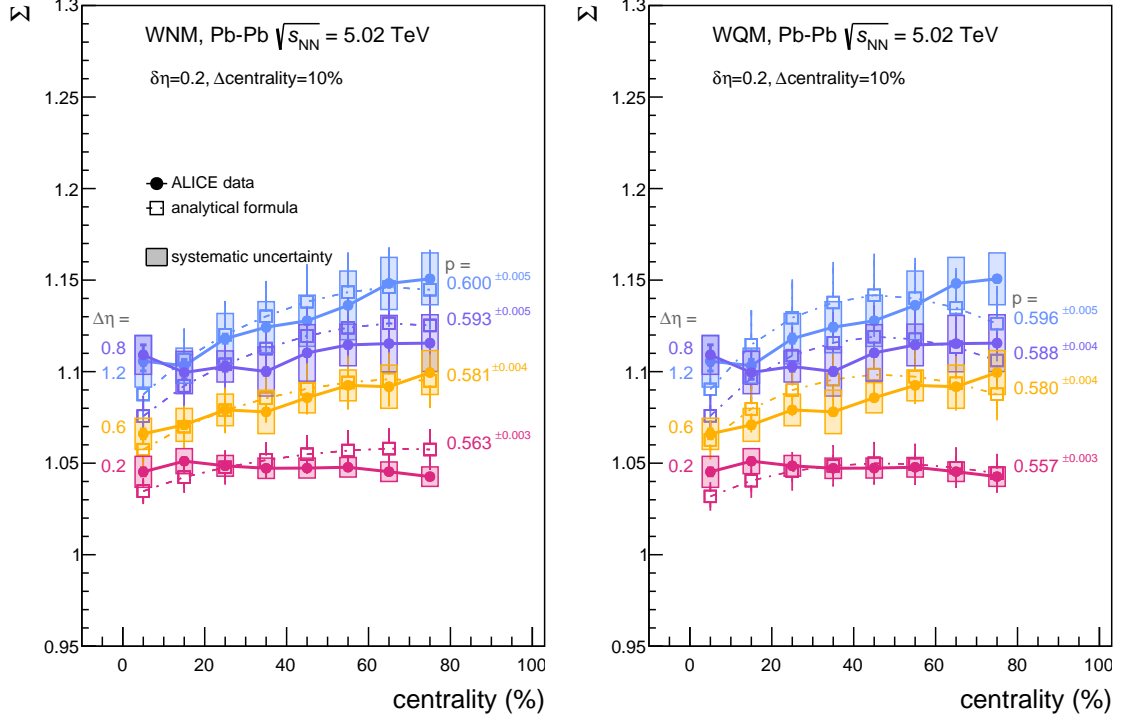 Σ
WNM, Pb-Pb √s_NN = 5.02 TeV
δη=0.2, Δcentrality=10%
ALICE data
analytical formula
systematic uncertainty
p =
0.600 ±0.005
0.593 ±0.005
0.581 ±0.004
0.563 ±0.003
Δη =
0.8
1.2
0.6
0.2
1.3
1.25
1.2
1.15
1.1
1.05
1
0.95
0 20 40 60 80 100
centrality (%)
Σ
WQM, Pb-Pb √s_NN = 5.02 TeV
δη=0.2, Δcentrality=10%
p =
0.596 ±0.005
0.588 ±0.004
0.580 ±0.004
0.557 ±0.003
Δη =
0.8
1.2
0.6
0.2
1.3
1.25
1.2
1.15
1.1
1.05
1
0.95
0 20 40 60 80 100
centrality (%)